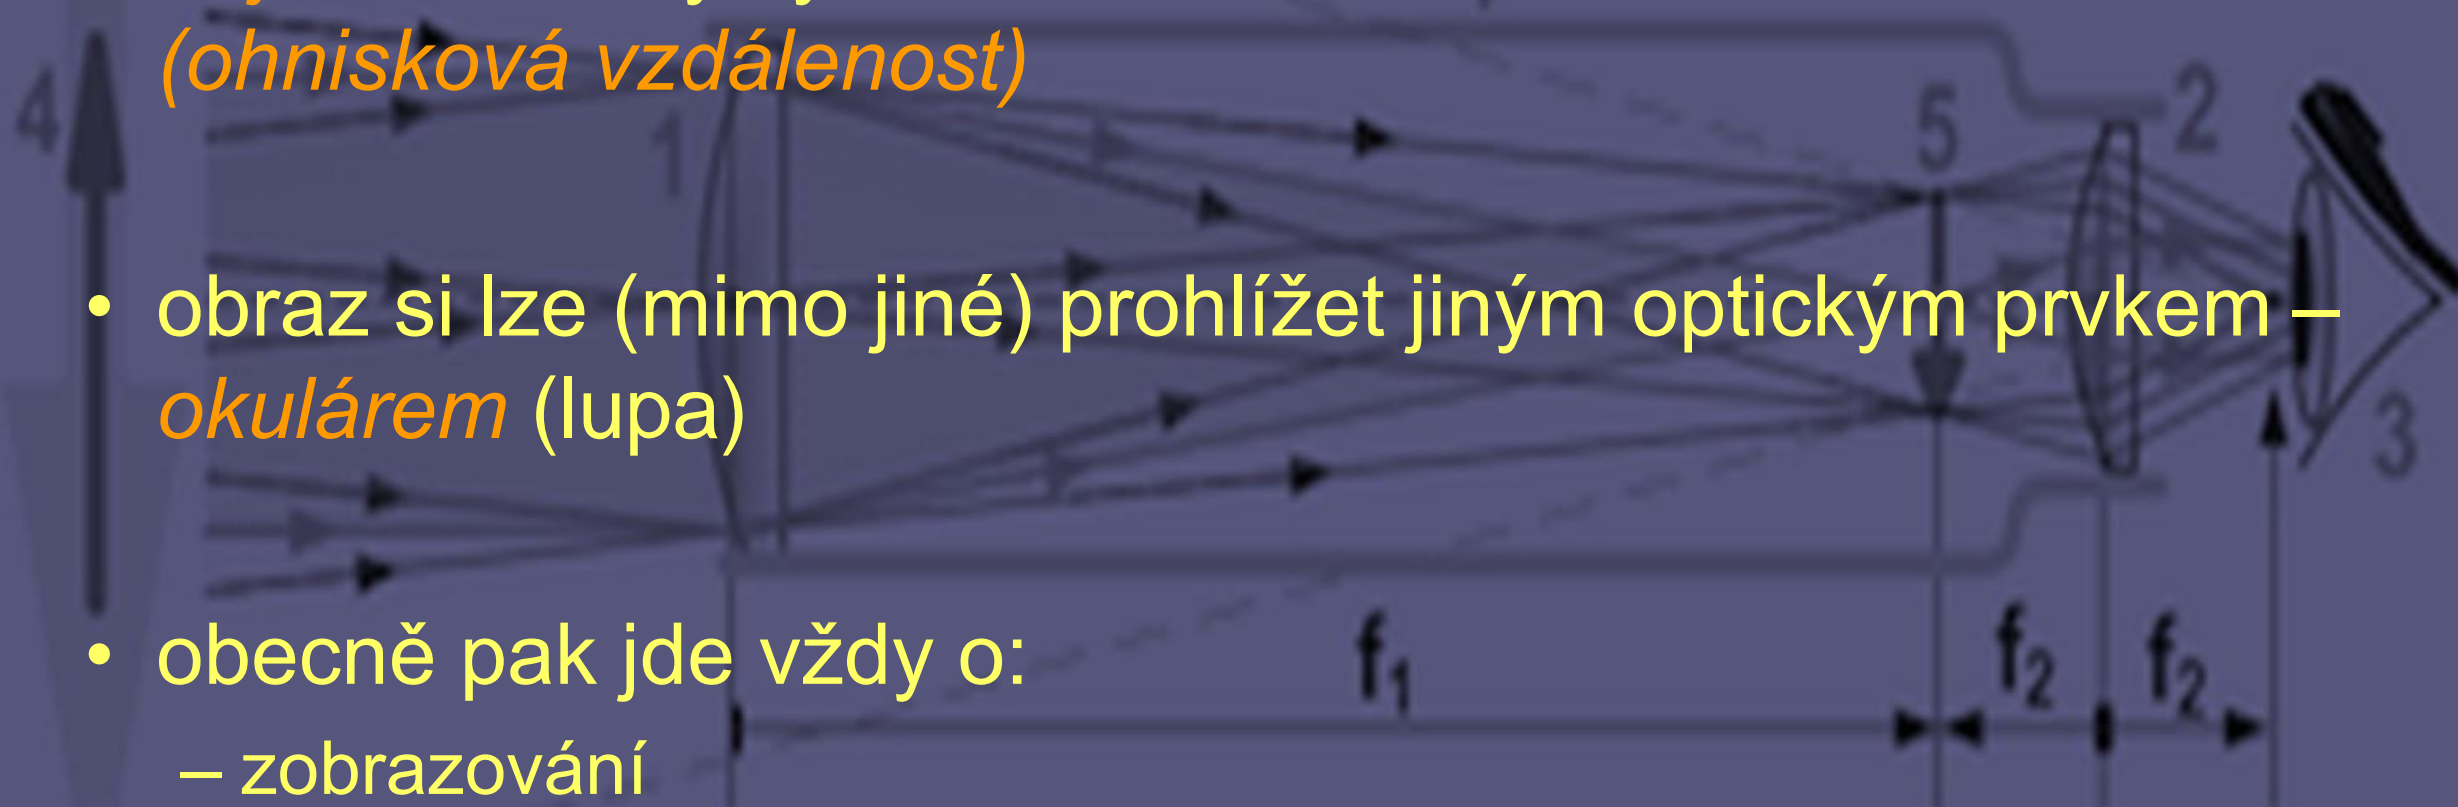 (ohnisková vzdálenost)
4
1
5
2
• obraz si lze (mimo jiné) prohlížet jiným optickým prvkem –
okulárem (lupa)
3
• obecně pak jde vždy o:
f₁
f₂
f₂
– zobrazování